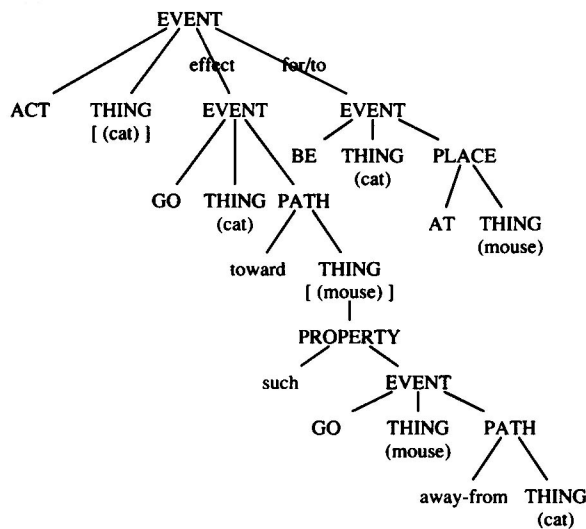 EVENT
effect for/to
ACT THING EVENT EVENT
[ (cat) ]
BE THING PLACE
(cat)
GO THING PATH
(cat)
AT THING
(mouse)
toward THING
[ (mouse) ]
PROPERTY
such EVENT
GO THING PATH
(mouse)
away-from THING
(cat)